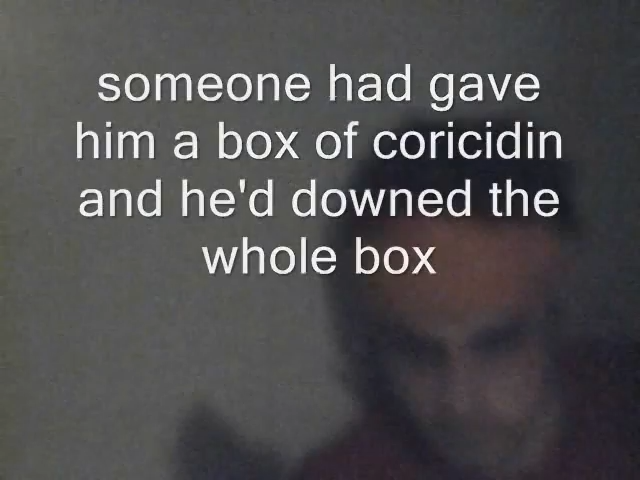 someone had gave
him a box of coricidin
and he'd downed the
whole box